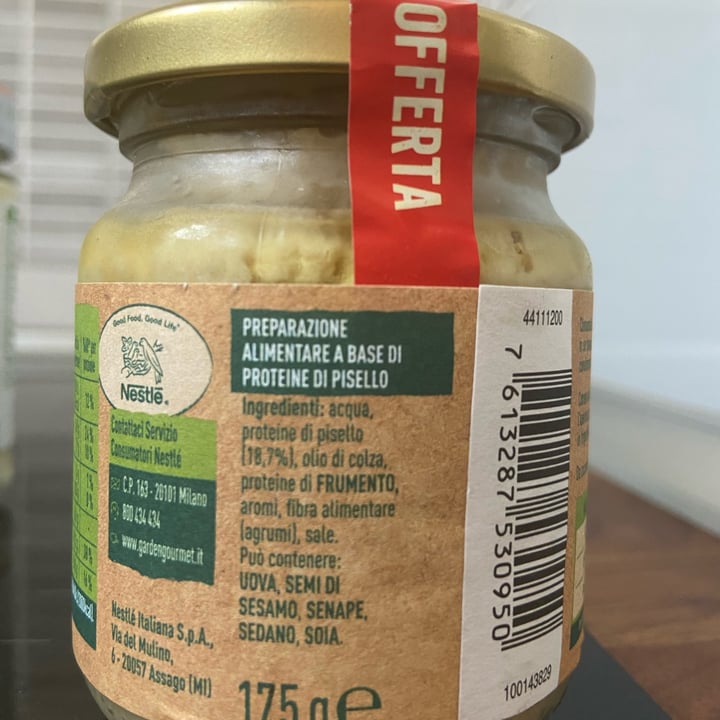 OFFERTA
Good Food, Good Life
Nestlé
Contattaci Servizio
Consumatori Nestlé
C.P. 163 - 20101 Milano
800 434 434
www.gardengourmet.it
Nestlé Italiana S.p.A.,
Via del Mulino,
6 - 20057 Assago (MI)
PREPARAZIONE
ALIMENTARE A BASE DI
PROTEINE DI PISELLO
Ingredienti: acqua,
proteine di pisello
(18,7%), olio di colza,
proteine di FRUMENTO,
aromi, fibra alimentare
(agrumi), sale.
Può contenere:
UOVA, SEMI DI
SESAMO, SENAPE,
SEDANO, SOIA.
175 g e
44111200
7 613287 530950
100143829